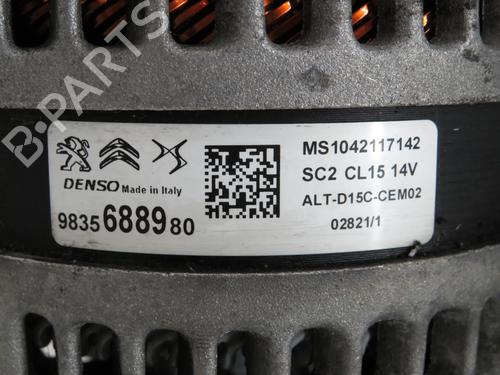 B-PARTS
DENSO Made in Italy
9835688980
MS1042117142
SC2 CL15 14V
ALT-D15C-CEM02
02821/1